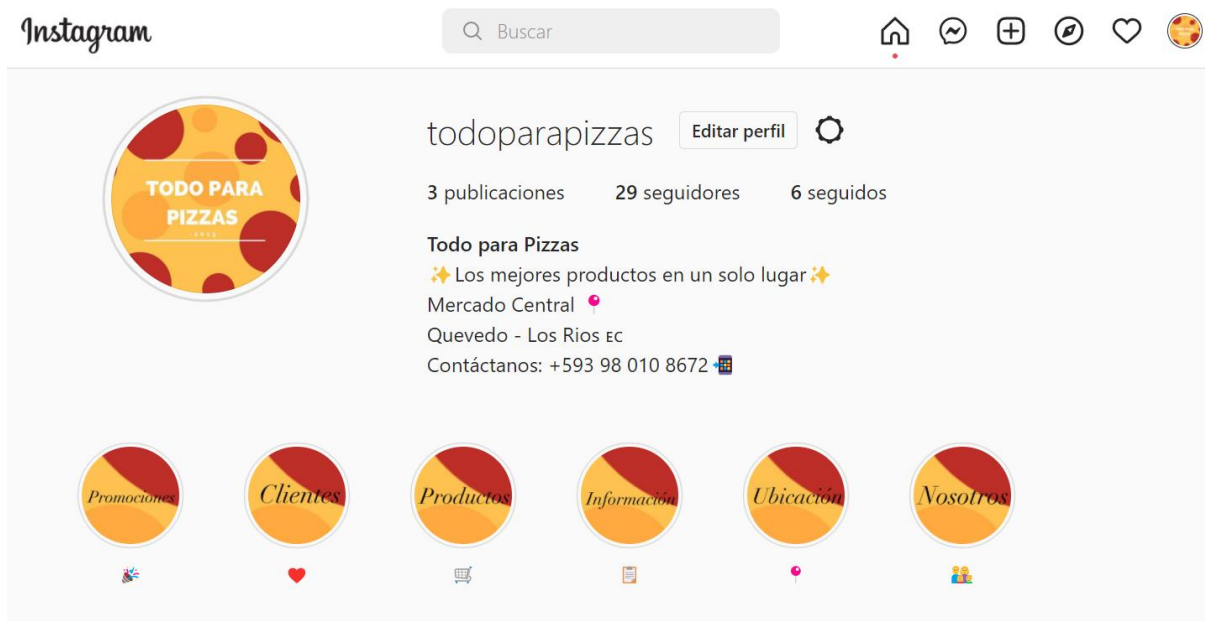 Instagram
Buscar
TODO PARA
PIZZAS
todoparapizzas Editar perfil
3 publicaciones 29 seguidores 6 seguidos
Todo para Pizzas
✨Los mejores productos en un solo lugar✨
Mercado Central 📍
Quevedo - Los Rios EC
Contáctanos: +593 98 010 8672📲
Promociones Clientes Productos Información Ubicación Nosotros
🎉 ❤️ 🛒 📋 📍 👨‍👩‍👦